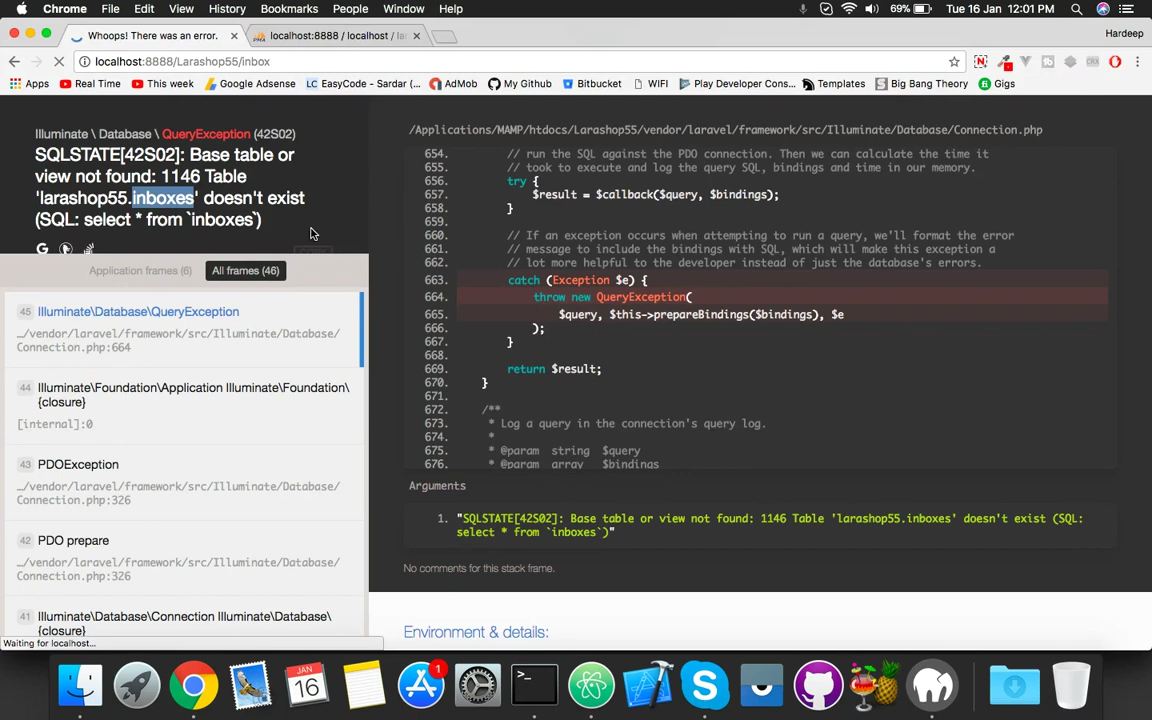 Chrome File Edit View History Bookmarks People Window Help 69% Tue 16 Jan 12:01 PM
Whoops! There was an error. localhost:8888 / localhost / la Hardeep
localhost:8888/Larashop55/inbox
Apps Real Time This week Google Adsense LC EasyCode - Sardar (... AdMob My Github Bitbucket WIFI Play Developer Con... Templates Big Bang Theory Gigs
Illuminate \ Database \ QueryException (42S02)
SQLSTATE[42S02]: Base table or
view not found: 1146 Table
'larashop55.inboxes' doesn't exist
(SQL: select * from `inboxes`)
Application frames (6) All frames (46)
45 Illuminate\Database\QueryException
…/vendor/laravel/framework/src/Illuminate/Database/
Connection.php:664
44 Illuminate\Foundation\Application Illuminate\Foundation\
{closure}
[internal]:0
43 PDOException
…/vendor/laravel/framework/src/Illuminate/Database/
Connection.php:326
42 PDO prepare
…/vendor/laravel/framework/src/Illuminate/Database/
Connection.php:326
41 Illuminate\Database\Connection Illuminate\Database\
{closure}
Waiting for localhost...
/Applications/MAMP/htdocs/Larashop55/vendor/laravel/framework/src/Illuminate/Database/Connection.php
654. // run the SQL against the PDO connection. Then we can calculate the time it
655. // took to execute and log the query SQL, bindings and time in our memory.
656. try {
657. $result = $callback($query, $bindings);
658. }
659.
660. // If an exception occurs when attempting to run a query, we'll format the error
661. // message to include the bindings with SQL, which will make this exception a
662. // lot more helpful to the developer instead of just the database's errors.
663. catch (Exception $e) {
664. throw new QueryException(
665. $query, $this->prepareBindings($bindings), $e
666. );
667. }
668.
669. return $result;
670. }
671.
672. /**
673. * Log a query in the connection's query log.
674. *
675. * @param string $query
676. * @param array $bindings
Arguments
1. "SQLSTATE[42S02]: Base table or view not found: 1146 Table 'larashop55.inboxes' doesn't exist (SQL:
select * from `inboxes`)"
No comments for this stack frame.
Environment & details:
JAN
16
1